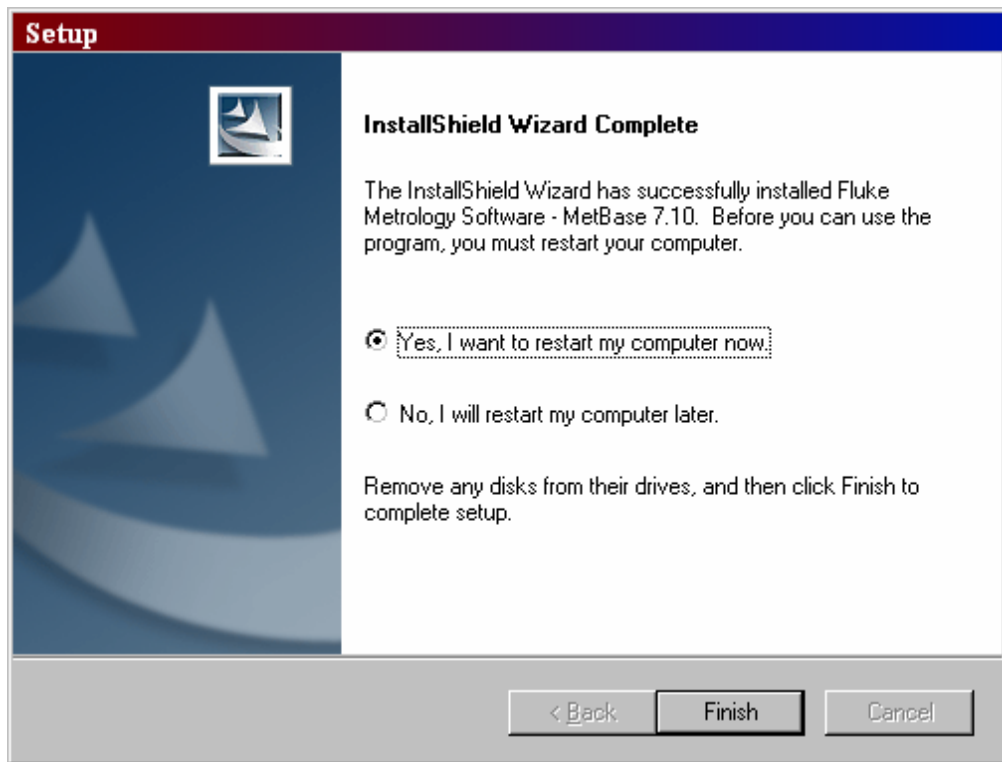 Setup
InstallShield Wizard Complete
The InstallShield Wizard has successfully installed Fluke
Metrology Software - MetBase 7.10.  Before you can use the
program, you must restart your computer.
Yes, I want to restart my computer now.
No, I will restart my computer later.
Remove any disks from their drives, and then click Finish to
complete setup.
< Back Finish Cancel